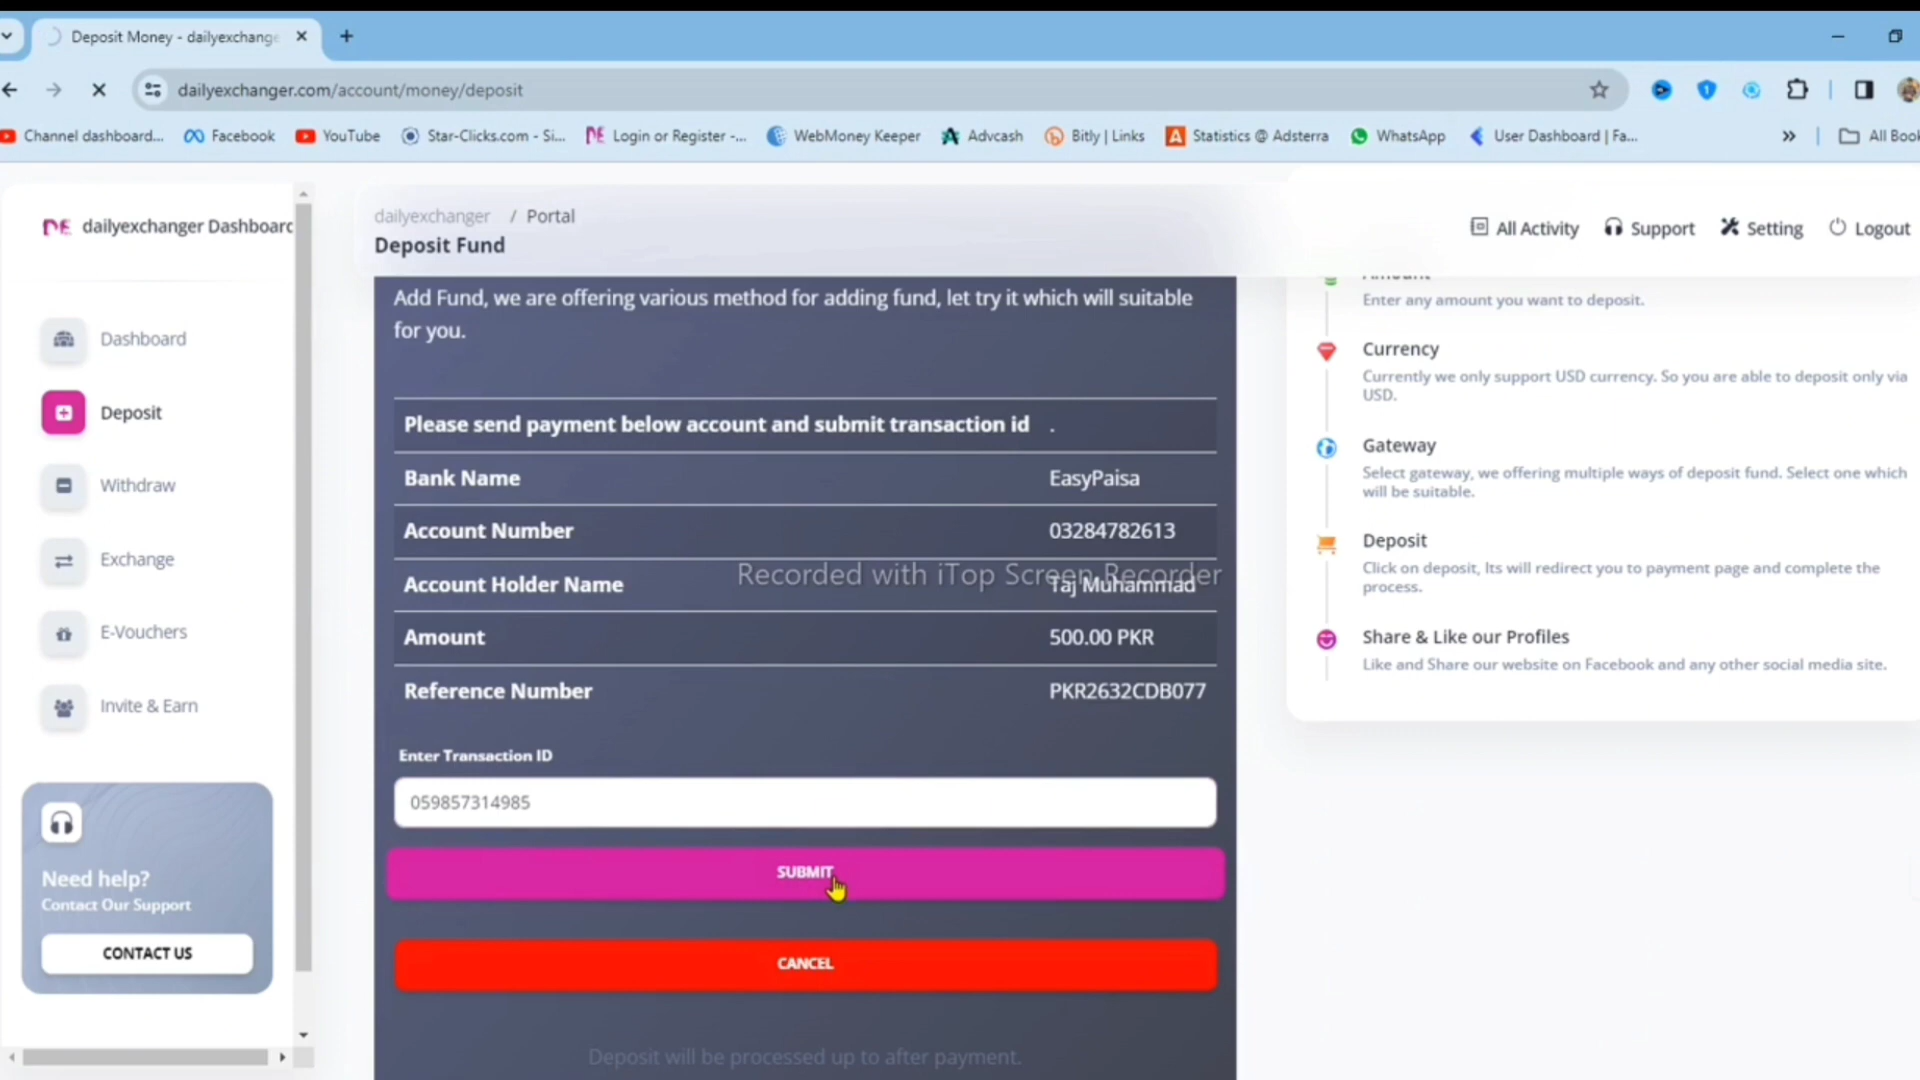 Deposit Money - dailyexchange
dailyexchanger.com/account/money/deposit
Channel dashboard... Facebook YouTube Star-Clicks.com - Si... Login or Register -... WebMoney Keeper Advcash Bitly | Links Statistics @ Adsterra WhatsApp User Dashboard | Fa... » All Book
DE dailyexchanger Dashboard
dailyexchanger / Portal
Deposit Fund
All Activity Support Setting Logout
Dashboard
Deposit
Withdraw
Exchange
E-Vouchers
Invite & Earn
Need help?
Contact Our Support
CONTACT US
Add Fund, we are offering various method for adding fund, let try it which will suitable
for you.
Please send payment below account and submit transaction id .
Bank Name EasyPaisa
Account Number 03284782613
Recorded with iTop Screen Recorder
Account Holder Name Taj Muhammad
Amount 500.00 PKR
Reference Number PKR2632CDB077
Enter Transaction ID
059857314985
SUBMIT
CANCEL
Deposit will be processed up to after payment.
Amount
Enter any amount you want to deposit.
Currency
Currently we only support USD currency. So you are able to deposit only via
USD.
Gateway
Select gateway, we offering multiple ways of deposit fund. Select one which
will be suitable.
Deposit
Click on deposit, Its will redirect you to payment page and complete the
process.
Share & Like our Profiles
Like and Share our website on Facebook and any other social media site.